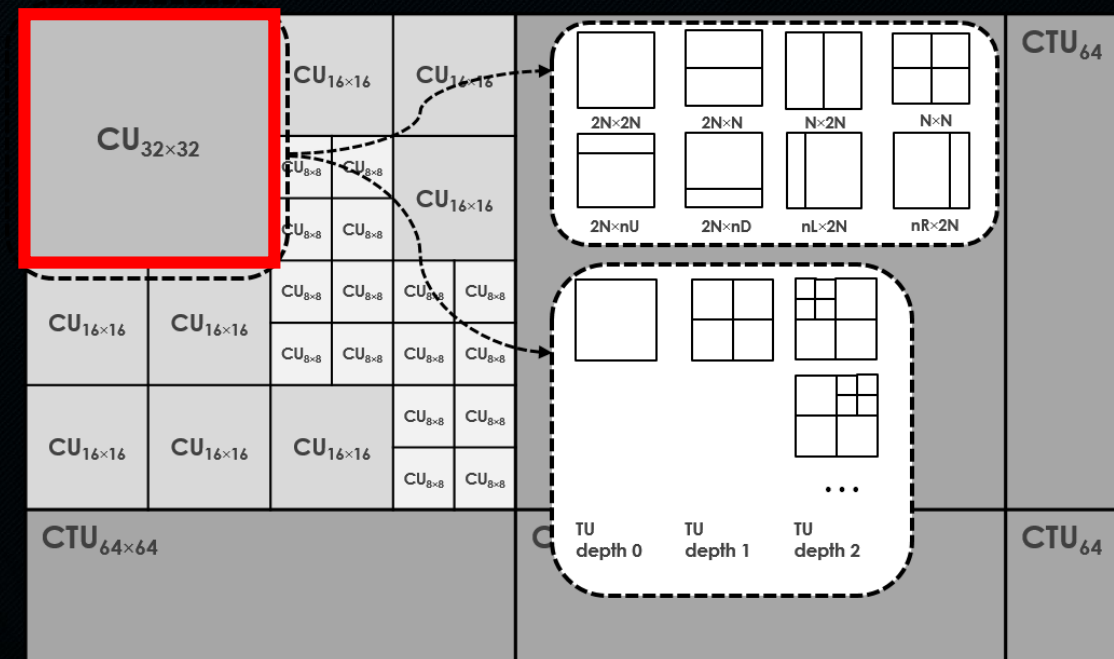 CU32×32
CU16×16
CU16×16
CTU64
CU8×8
CU8×8
CU16×16
CU8×8
CU8×8
CU16×16
CU16×16
CU8×8
CU8×8
CU8×8
CU8×8
CU8×8
CU8×8
CU8×8
CU8×8
CU16×16
CU16×16
CU16×16
CU8×8
CU8×8
CU8×8
CU8×8
2N×2N
2N×N
N×2N
N×N
2N×nU
2N×nD
nL×2N
nR×2N
...
TU
depth 0
TU
depth 1
TU
depth 2
CTU64×64
C
CTU64